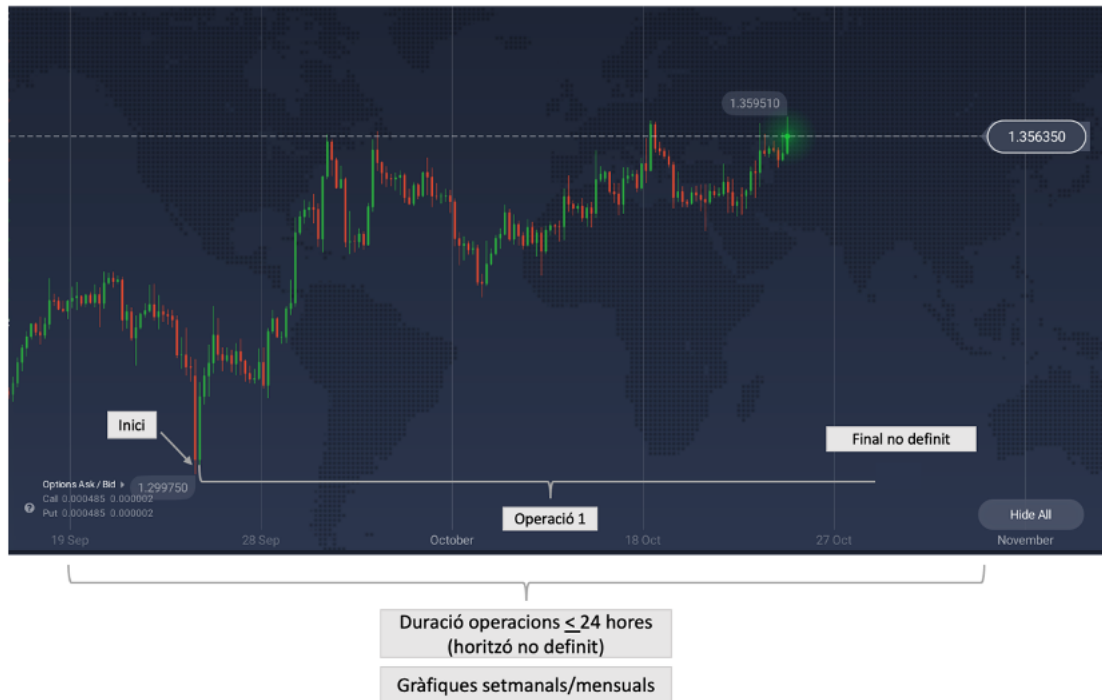 1.359510
1.356350
Inici
Final no definit
Options Ask / Bid
1.299750
Call 0.000485 0.000002
Put 0.000485 0.000002
?
Operació 1
Hide All
19 Sep
28 Sep
October
18 Oct
27 Oct
November
Duració operacions < 24 hores
(horitzó no definit)
Gràfiques setmanals/mensuals